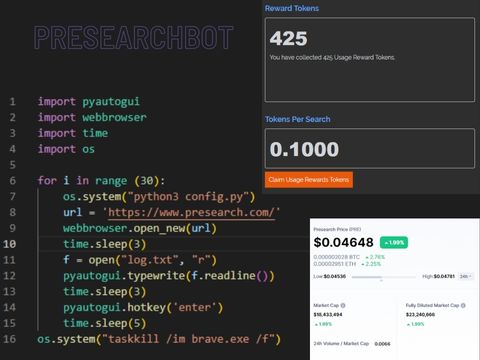 PRESEARCHBOT
1 import pyautogui
2 import webbrowser
3 import time
4 import os
5
6 for i in range (30):
7 os.system("python3 config.py")
8 url = 'https://www.presearch.com/'
9 webbrowser.open_new(url)
10 time.sleep(3)
11 f = open("log.txt", "r")
12 pyautogui.typewrite(f.readline())
13 time.sleep(3)
14 pyautogui.hotkey('enter')
15 time.sleep(5)
16 os.system("taskkill /im brave.exe /f")
Reward Tokens
425
You have collected 425 Usage Reward Tokens.
Tokens Per Search
0.1000
Claim Usage Rewards Tokens
Presearch Price (PRE)
$0.04648 ▲ 1.99%
0.000002028 BTC ▲ 2.76%
0.00002951 ETH ▲ 2.25%
Low: $0.04536 High: $0.04781 24h
Market Cap Fully Diluted Market Cap
$18,433,494 $23,240,866
▲ 1.99% ▲ 1.99%
24h Volume / Market Cap 0.0066